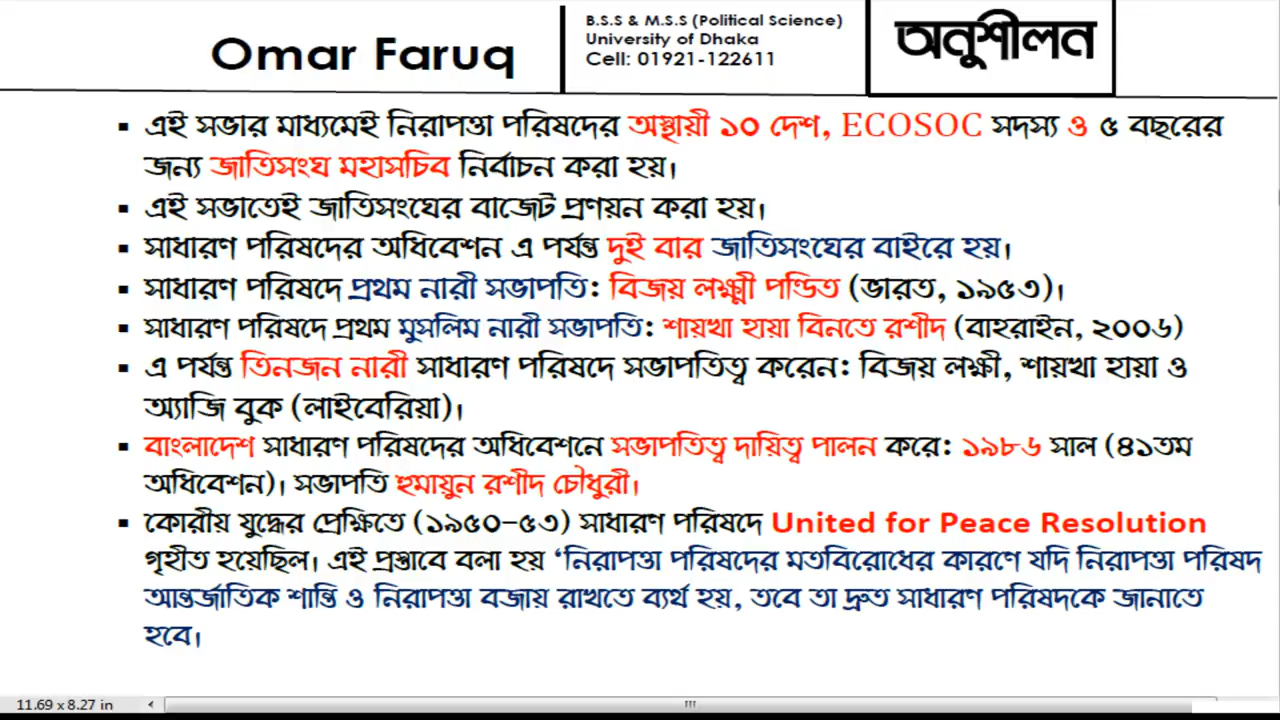 Omar Faruq
B.S.S & M.S.S (Political Science)
University of Dhaka
Cell: 01921-122611
অনুশীলন
▪ এই সভার মাধ্যমেই নিরাপত্তা পরিষদের অস্থায়ী ১০ দেশ, ECOSOC সদস্য ও ৫ বছরের
জন্য জাতিসংঘ মহাসচিব নির্বাচন করা হয়।
▪ এই সভাতেই জাতিসংঘের বাজেট প্রণয়ন করা হয়।
▪ সাধারণ পরিষদের অধিবেশন এ পর্যন্ত দুই বার জাতিসংঘের বাইরে হয়।
▪ সাধারণ পরিষদে প্রথম নারী সভাপতি: বিজয় লক্ষ্মী পন্ডিত (ভারত, ১৯৫৩)।
▪ সাধারণ পরিষদে প্রথম মুসলিম নারী সভাপতি: শায়খা হায়া বিনতে রশীদ (বাহরাইন, ২০০৬)
▪ এ পর্যন্ত তিনজন নারী সাধারণ পরিষদে সভাপতিত্ব করেন: বিজয় লক্ষী, শায়খা হায়া ও
অ্যাজি বুক (লাইবেরিয়া)।
▪ বাংলাদেশ সাধারণ পরিষদের অধিবেশনে সভাপতিত্ব দায়িত্ব পালন করে: ১৯৮৬ সাল (৪১তম
অধিবেশন)। সভাপতি হুমায়ুন রশীদ চৌধুরী।
▪ কোরীয় যুদ্ধের প্রেক্ষিতে (১৯৫০-৫৩) সাধারণ পরিষদে United for Peace Resolution
গৃহীত হয়েছিল। এই প্রস্তাবে বলা হয় ‘নিরাপত্তা পরিষদের মতবিরোধের কারণে যদি নিরাপত্তা পরিষদ
আন্তর্জাতিক শান্তি ও নিরাপত্তা বজায় রাখতে ব্যর্থ হয়, তবে তা দ্রুত সাধারণ পরিষদকে জানাতে
হবে।
11.69 x 8.27 in